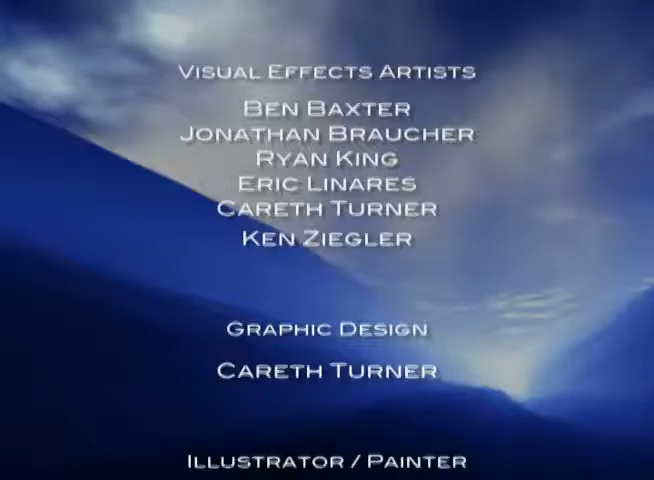 VISUAL EFFECTS ARTISTS
BEN BAXTER
JONATHAN BRAUCHER
RYAN KING
ERIC LINARES
CARETH TURNER
KEN ZIEGLER
GRAPHIC DESIGN
CARETH TURNER
ILLUSTRATOR / PAINTER